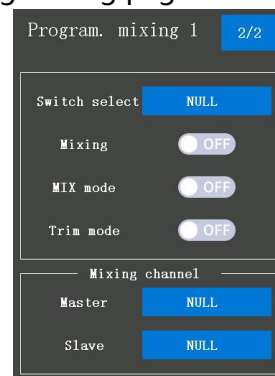 Program. mixing 1 2/2
Switch select NULL
Mixing OFF
MIX mode OFF
Trim mode OFF
Mixing channel
Master NULL
Slave NULL